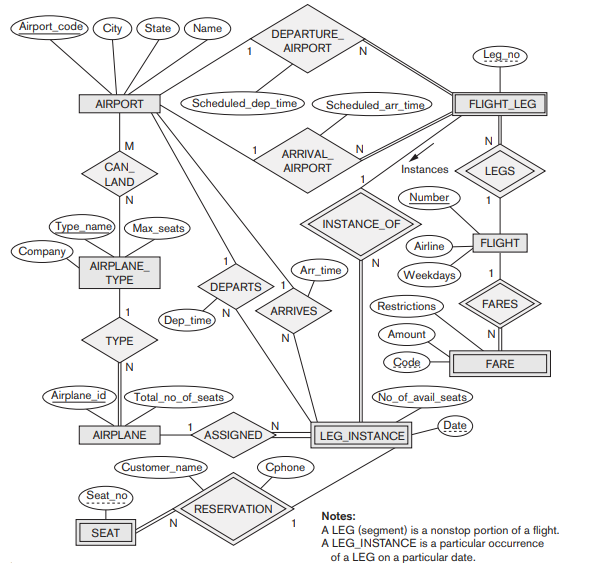 Airport_code
City
State
Name
DEPARTURE_
AIRPORT
1
N
Leg_no
Scheduled_dep_time
Scheduled_arr_time
AIRPORT
FLIGHT_LEG
M
1
ARRIVAL_
AIRPORT
N
Instances
N
CAN_
LAND
LEGS
1
N
Number
1
Type_name
Max_seats
INSTANCE_OF
Company
Airline
FLIGHT
AIRPLANE_
TYPE
1
Arr_time
N
Weekdays
1
DEPARTS
1
ARRIVES
Restrictions
FARES
1
Dep_time
N
N
Amount
N
TYPE
Code
FARE
N
Airplane_id
Total_no_of_seats
No_of_avail_seats
AIRPLANE
1
ASSIGNED
N
LEG_INSTANCE
Date
Customer_name
Cphone
Seat_no
RESERVATION
N
1
SEAT
Notes:
A LEG (segment) is a nonstop portion of a flight.
A LEG_INSTANCE is a particular occurrence
of a LEG on a particular date.